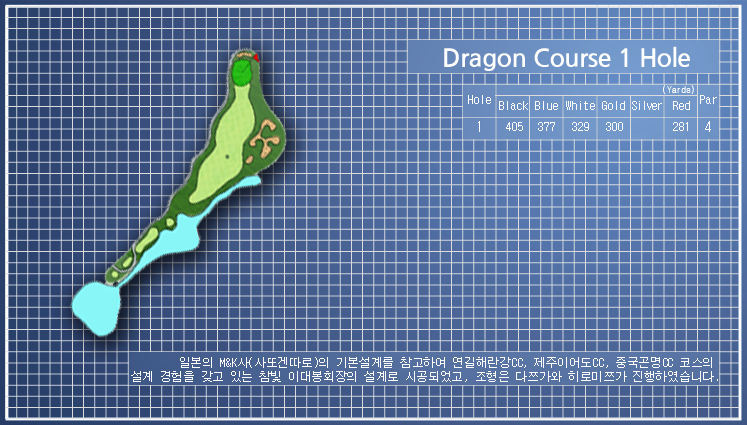 Dragon Course 1 Hole
(Yards)
Hole Black Blue White Gold Silver Red Par
1 405 377 329 300 281 4
일본의 M&K사(사또겐따로)의 기본설계를 참고하여 연길해란강CC, 제주이어도CC, 중국곤명CC 코스의
설계 경험을 갖고 있는 참빛 이대봉회장의 설계로 시공되었고, 조형은 다쯔가와 히로미쯔가 진행하였습니다.